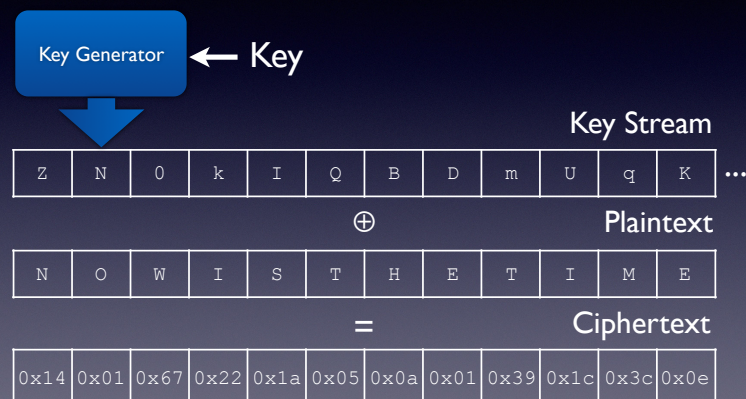 Key Generator Key
Key Stream
Z N 0 k I Q B D m U q K ...
⊕ Plaintext
N O W I S T H E T I M E
= Ciphertext
0x14 0x01 0x67 0x22 0x1a 0x05 0x0a 0x01 0x39 0x1c 0x3c 0x0e